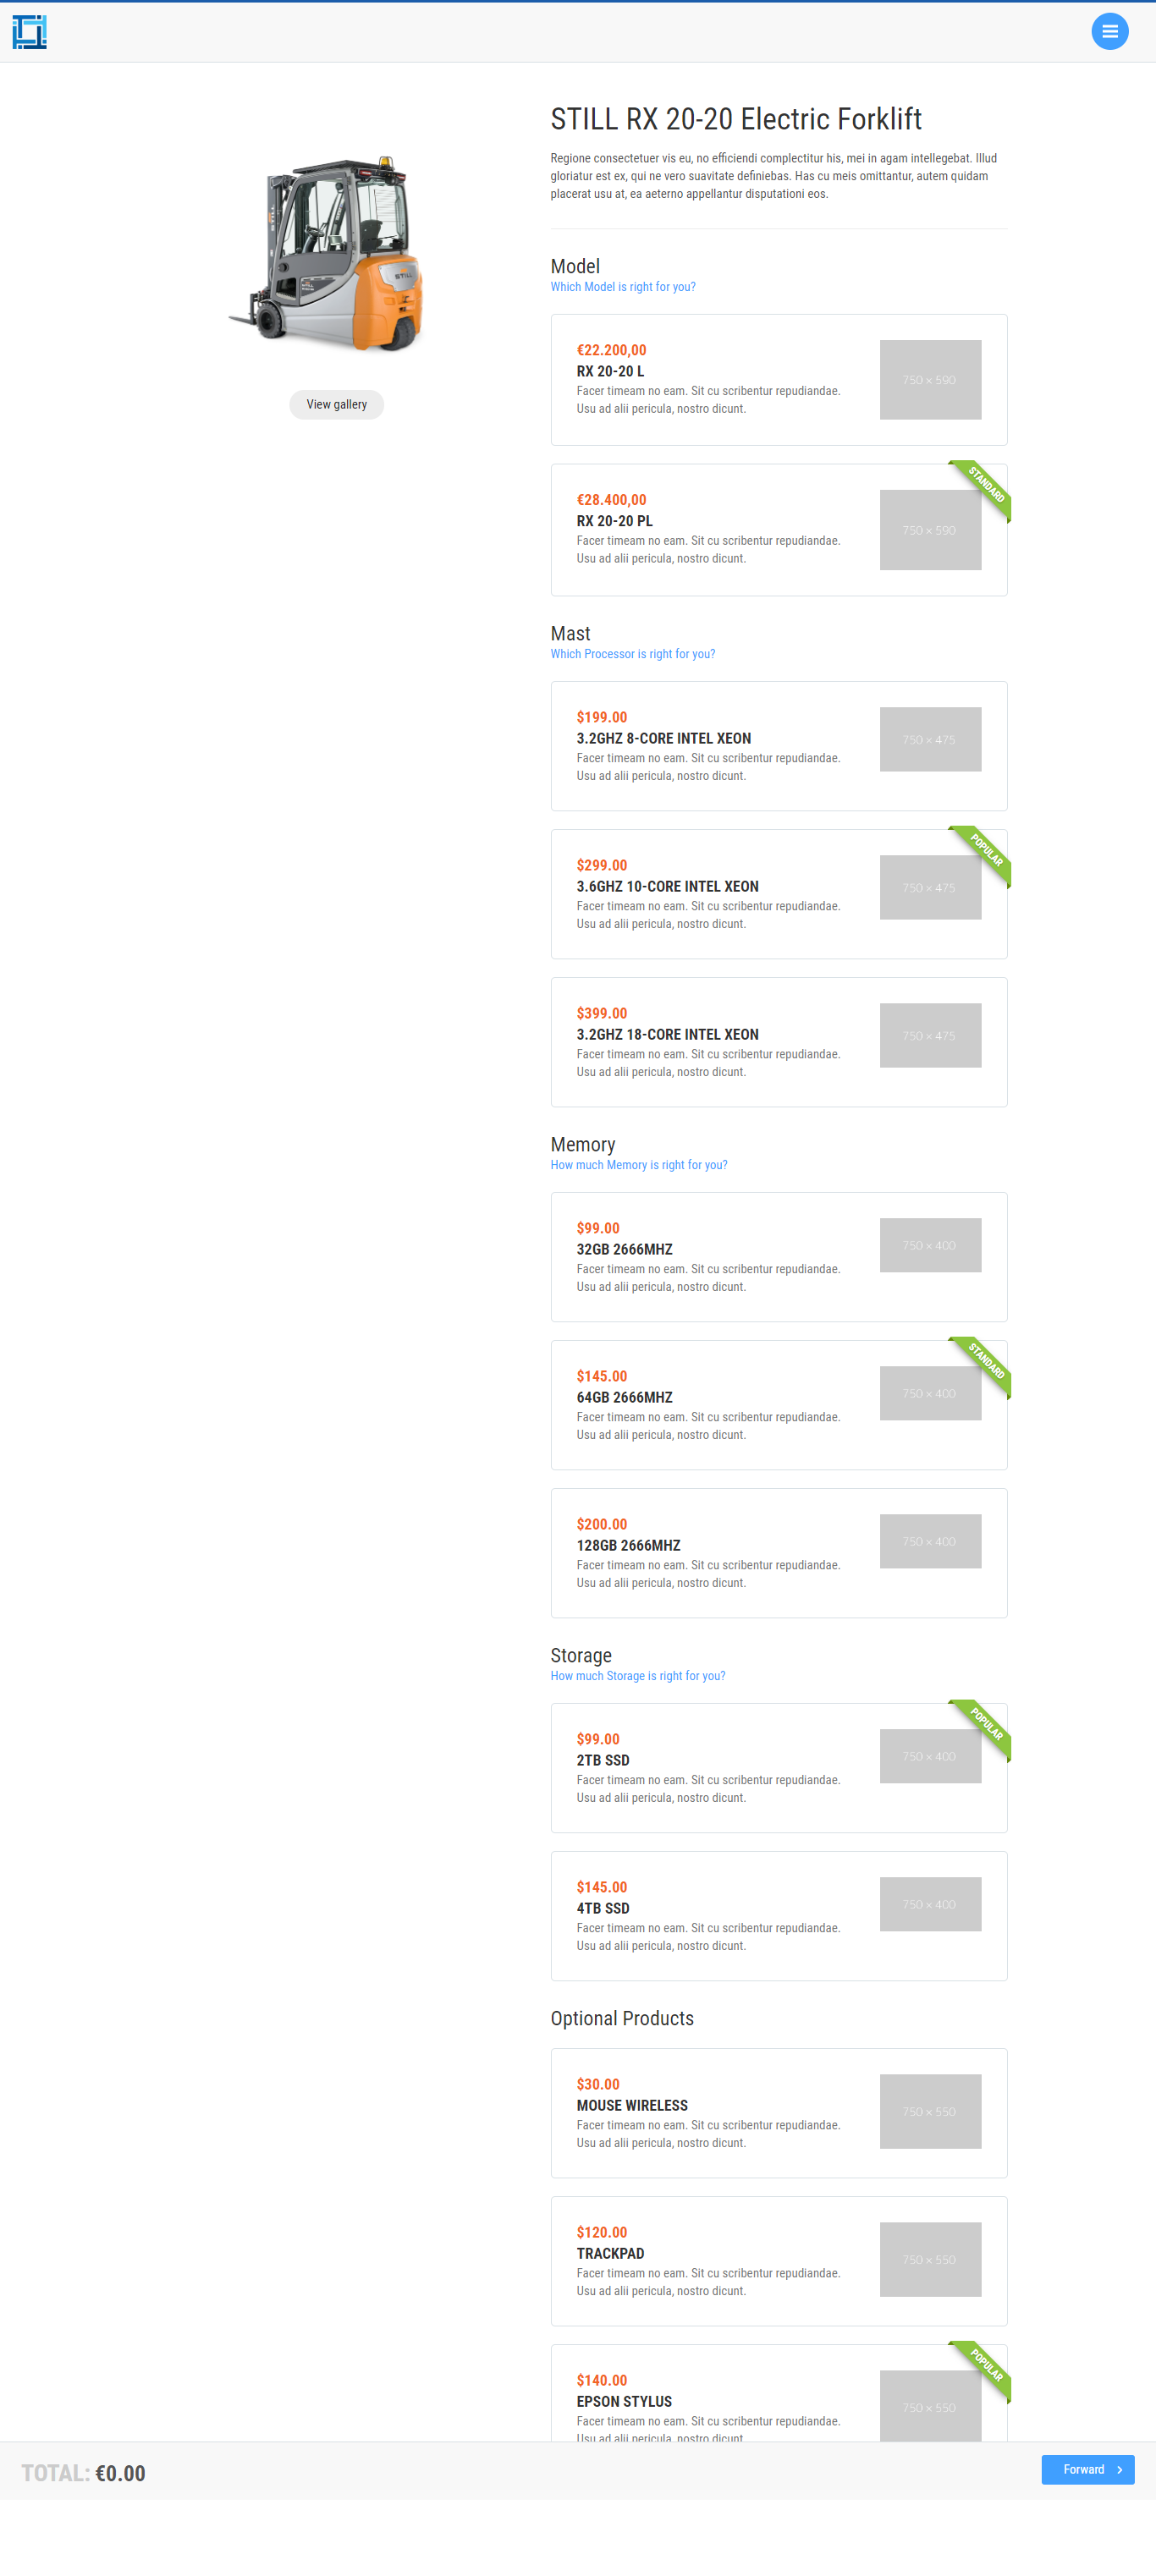 STILL RX 20-20 Electric Forklift
Regione consectetuer vis eu, no efficiendi complectitur his, mei in agam intellegebat. Illud
gloriatur est ex, qui ne vero suavitate definiebas. Has cu meis omittantur, autem quidam
placerat usu at, ea aeterno appellantur disputationi eos.
STILL
View gallery
Model
Which Model is right for you?
€22.200,00
RX 20-20 L
Facer timeam no eam. Sit cu scribentur repudiandae.
Usu ad alii pericula, nostro dicunt.
750 × 590
STANDARD
€28.400,00
RX 20-20 PL
Facer timeam no eam. Sit cu scribentur repudiandae.
Usu ad alii pericula, nostro dicunt.
750 × 590
Mast
Which Processor is right for you?
$199.00
3.2GHZ 8-CORE INTEL XEON
Facer timeam no eam. Sit cu scribentur repudiandae.
Usu ad alii pericula, nostro dicunt.
750 × 475
POPULAR
$299.00
3.6GHZ 10-CORE INTEL XEON
Facer timeam no eam. Sit cu scribentur repudiandae.
Usu ad alii pericula, nostro dicunt.
750 × 475
$399.00
3.2GHZ 18-CORE INTEL XEON
Facer timeam no eam. Sit cu scribentur repudiandae.
Usu ad alii pericula, nostro dicunt.
750 × 475
Memory
How much Memory is right for you?
$99.00
32GB 2666MHZ
Facer timeam no eam. Sit cu scribentur repudiandae.
Usu ad alii pericula, nostro dicunt.
750 × 400
STANDARD
$145.00
64GB 2666MHZ
Facer timeam no eam. Sit cu scribentur repudiandae.
Usu ad alii pericula, nostro dicunt.
750 × 400
$200.00
128GB 2666MHZ
Facer timeam no eam. Sit cu scribentur repudiandae.
Usu ad alii pericula, nostro dicunt.
750 × 400
Storage
How much Storage is right for you?
POPULAR
$99.00
2TB SSD
Facer timeam no eam. Sit cu scribentur repudiandae.
Usu ad alii pericula, nostro dicunt.
750 × 400
$145.00
4TB SSD
Facer timeam no eam. Sit cu scribentur repudiandae.
Usu ad alii pericula, nostro dicunt.
750 × 400
Optional Products
$30.00
MOUSE WIRELESS
Facer timeam no eam. Sit cu scribentur repudiandae.
Usu ad alii pericula, nostro dicunt.
750 × 550
$120.00
TRACKPAD
Facer timeam no eam. Sit cu scribentur repudiandae.
Usu ad alii pericula, nostro dicunt.
750 × 550
POPULAR
$140.00
EPSON STYLUS
Facer timeam no eam. Sit cu scribentur repudiandae.
Usu ad alii pericula, nostro dicunt
750 × 550
TOTAL: €0.00
Forward